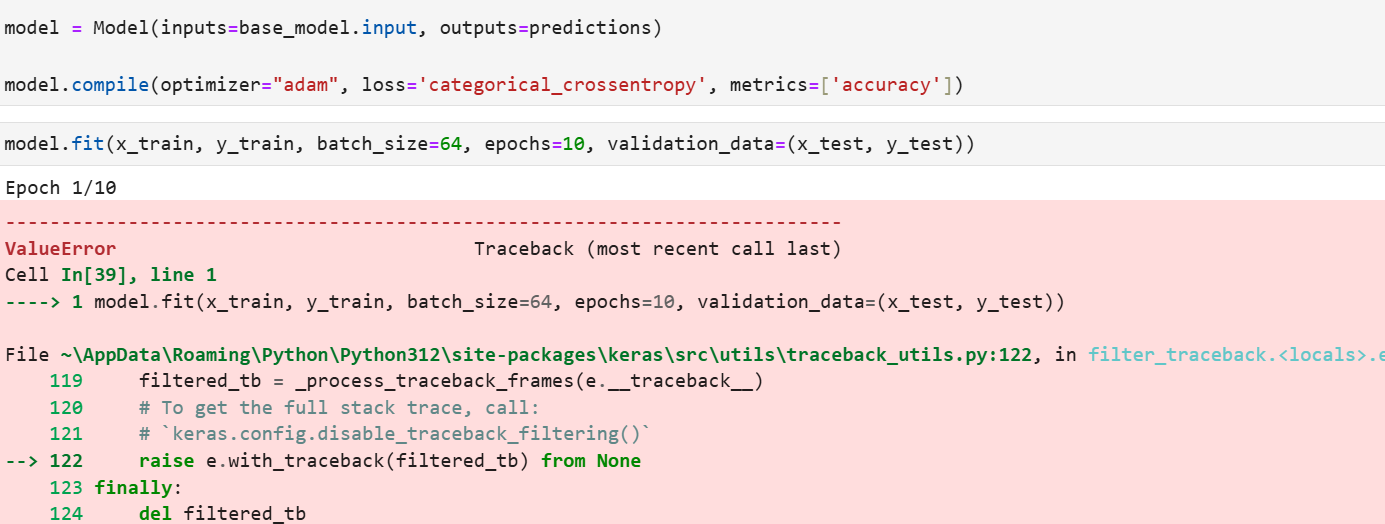 model = Model(inputs=base_model.input, outputs=predictions)
model.compile(optimizer="adam", loss='categorical_crossentropy', metrics=['accuracy'])
model.fit(x_train, y_train, batch_size=64, epochs=10, validation_data=(x_test, y_test))
Epoch 1/10
---------------------------------------------------------------------------
ValueError                                Traceback (most recent call last)
Cell In[39], line 1
----> 1 model.fit(x_train, y_train, batch_size=64, epochs=10, validation_data=(x_test, y_test))
File ~\AppData\Roaming\Python\Python312\site-packages\keras\src\utils\traceback_utils.py:122, in filter_traceback.<locals>.e
    119     filtered_tb = _process_traceback_frames(e.__traceback__)
    120     # To get the full stack trace, call:
    121     # `keras.config.disable_traceback_filtering()`
--> 122     raise e.with_traceback(filtered_tb) from None
    123 finally:
    124     del filtered_tb